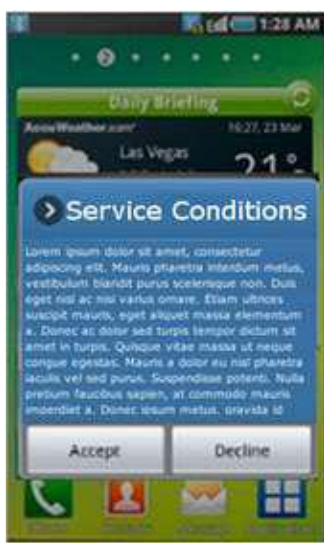 1:28 AM
Daily Briefing
AccuWeather.com
16:27, 23 Mar
Las Vegas
21°
Service Conditions
Lorem ipsum dolor sit amet, consectetur
adipiscing elit. Mauris pharetra interdum metus,
vestibulum blandit purus scelerisque non. Duis
eget nisl ac nisi varius ornare. Etiam ultrices
suscipit mauris, eget aliquet massa elementum
a. Donec ac dolor sed turpis tempor dictum sit
amet in turpis. Quisque vitae massa ut neque
congue egestas. Mauris a dolor eu nisl pharetra
iaculis vel sed purus. Suspendisse potenti. Nulla
pretium faucibus sapien, at commodo mauris
imperdiet a. Donec ipsum metus, gravida id
Accept
Decline